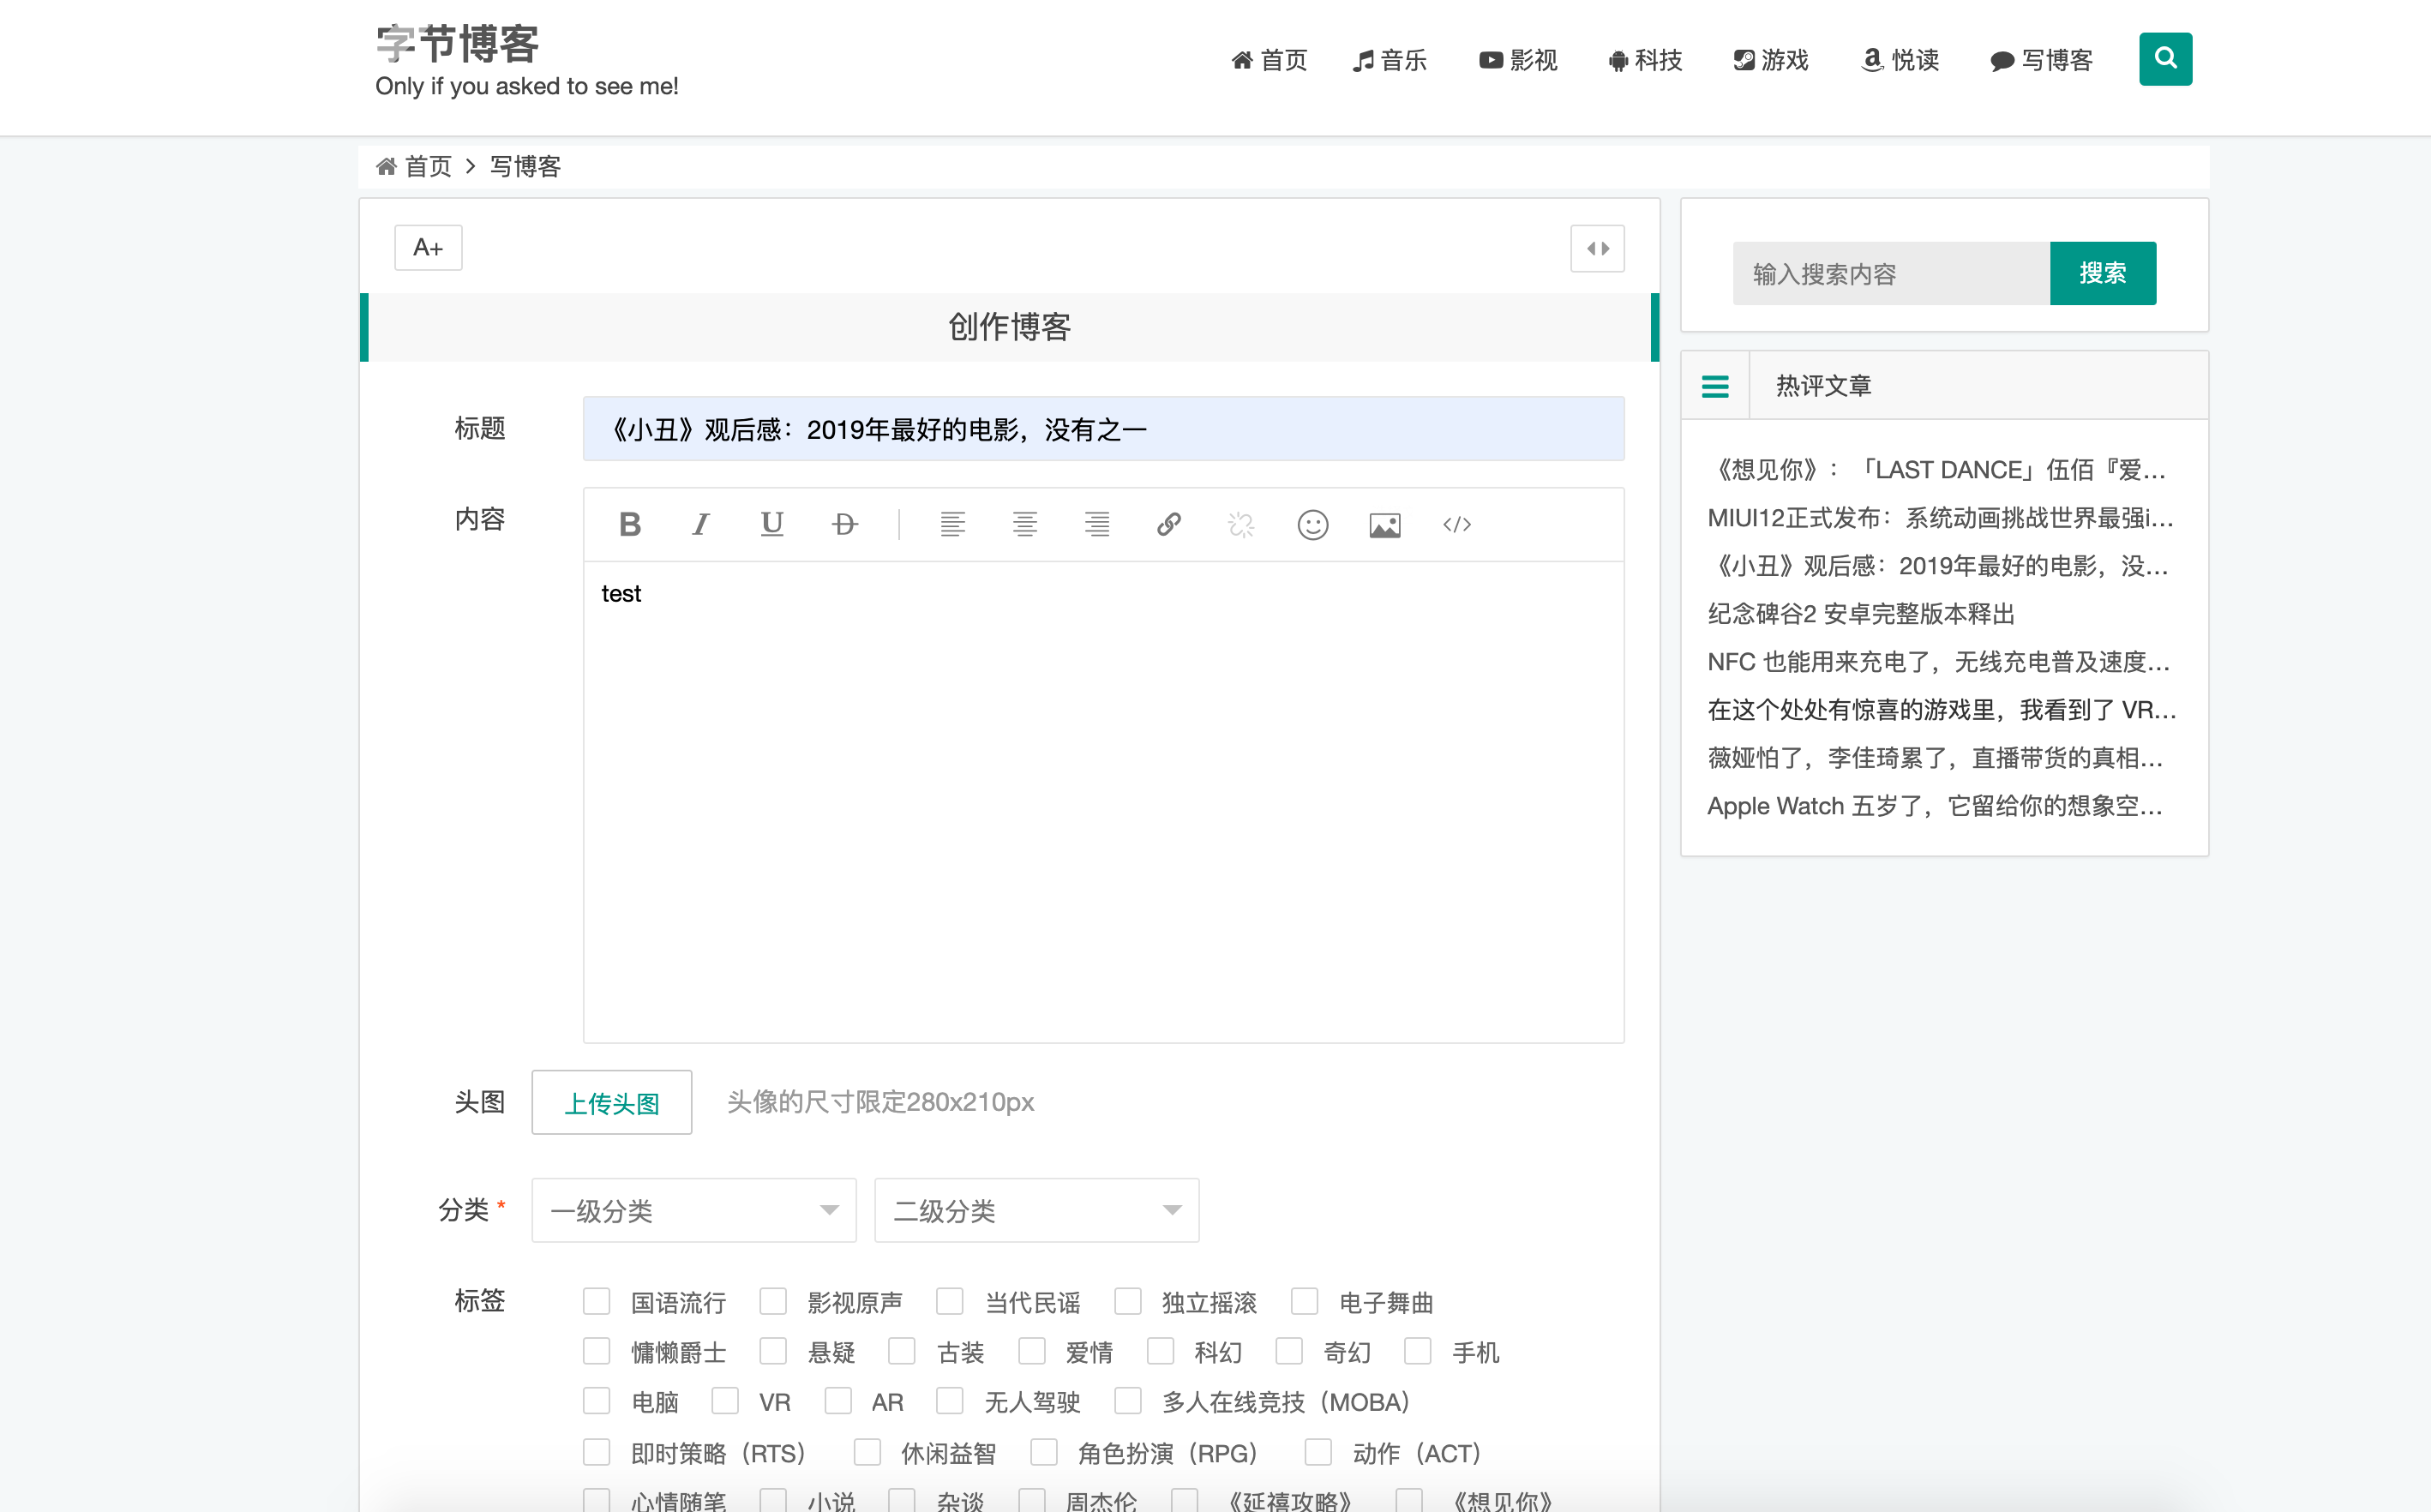 字节博客
Only if you asked to see me!
首页 音乐 影视 科技 游戏 悦读 写博客
首页 > 写博客
A+
创作博客
标题 《小丑》观后感：2019年最好的电影，没有之一
内容
test
头图 上传头图 头像的尺寸限定280x210px
分类 * 一级分类 二级分类
标签 国语流行 影视原声 当代民谣 独立摇滚 电子舞曲
慵懒爵士 悬疑 古装 爱情 科幻 奇幻 手机
电脑 VR AR 无人驾驶 多人在线竞技（MOBA）
即时策略（RTS） 休闲益智 角色扮演（RPG） 动作（ACT）
心情随笔 小说 杂谈 周杰伦 《延禧攻略》 《想见你》
输入搜索内容 搜索
热评文章
《想见你》：「LAST DANCE」伍佰『爱...
MIUI12正式发布：系统动画挑战世界最强i...
《小丑》观后感：2019年最好的电影，没...
纪念碑谷2 安卓完整版本释出
NFC 也能用来充电了，无线充电普及速度...
在这个处处有惊喜的游戏里，我看到了 VR...
薇娅怕了，李佳琦累了，直播带货的真相...
Apple Watch 五岁了，它留给你的想象空...